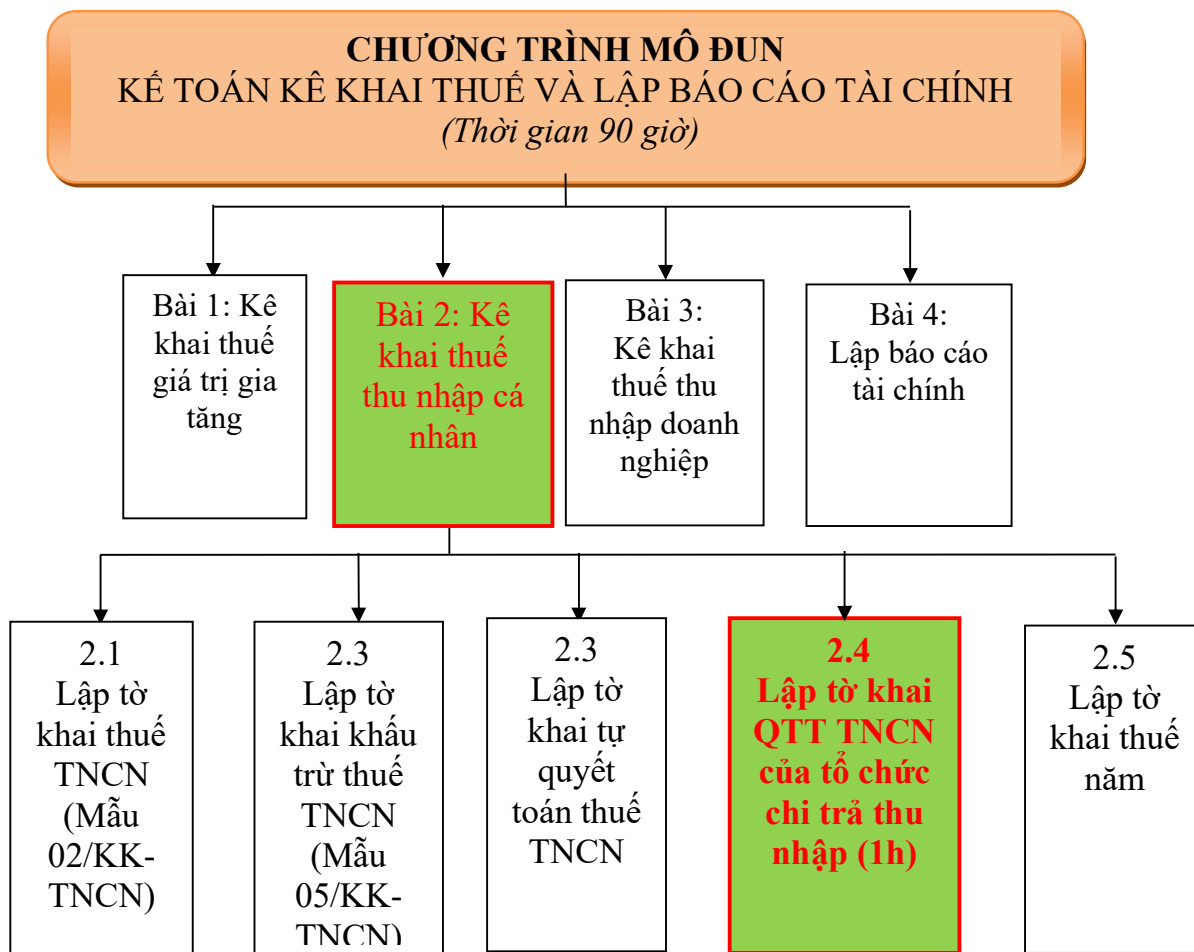 CHƯƠNG TRÌNH MÔ ĐUN
KẾ TOÁN KÊ KHAI THUẾ VÀ LẬP BÁO CÁO TÀI CHÍNH
(Thời gian 90 giờ)
Bài 1: Kê
khai thuế
giá trị gia
tăng
Bài 2: Kê
khai thuế
thu nhập cá
nhân
Bài 3:
Kê khai
thuế thu
nhập doanh
nghiệp
Bài 4:
Lập báo cáo
tài chính
2.1
Lập tờ
khai thuế
TNCN
(Mẫu
02/KK-
TNCN)
2.3
Lập tờ
khai khấu
trừ thuế
TNCN
(Mẫu
05/KK-
TNCN)
2.3
Lập tờ
khai tự
quyết
toán thuế
TNCN
2.4
Lập tờ khai
QTT TNCN
của tổ chức
chi trả thu
nhập (1h)
2.5
Lập tờ
khai thuế
năm